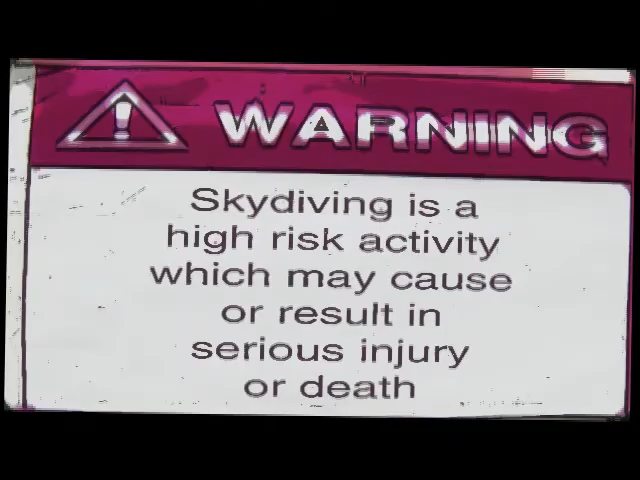 WARNING
Skydiving is a
high risk activity
which may cause
or result in
serious injury
or death